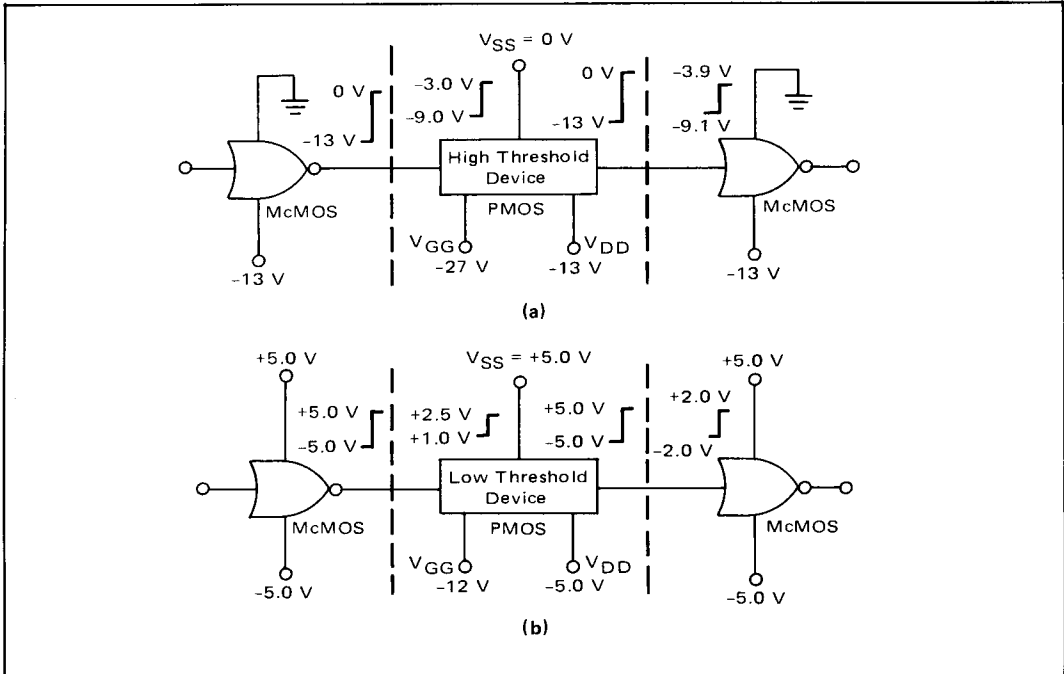 V_SS = 0 V
0 V
-13 V
-3.0 V
-9.0 V
0 V
-13 V
-3.9 V
-9.1 V
High Threshold
Device
McMOS
PMOS
McMOS
-13 V
V_GG
-27 V
V_DD
-13 V
-13 V
(a)
+5.0 V
V_SS = +5.0 V
+5.0 V
+5.0 V
-5.0 V
+2.5 V
+1.0 V
+5.0 V
-5.0 V
+2.0 V
-2.0 V
Low Threshold
Device
McMOS
PMOS
McMOS
-5.0 V
V_GG
-12 V
V_DD
-5.0 V
-5.0 V
(b)